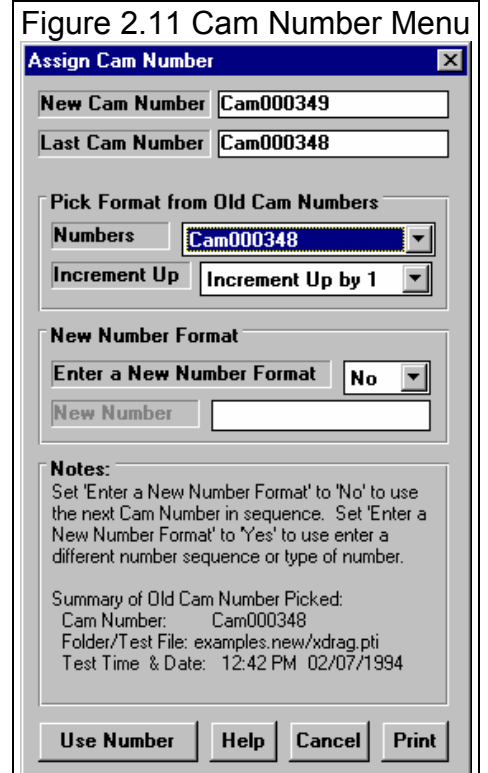 Figure 2.11 Cam Number Menu
Assign Cam Number
New Cam Number Cam000349
Last Cam Number Cam000348
Pick Format from Old Cam Numbers
Numbers Cam000348
Increment Up Increment Up by 1
New Number Format
Enter a New Number Format No
New Number
Notes:
Set 'Enter a New Number Format' to 'No' to use
the next Cam Number in sequence.  Set 'Enter a
New Number Format' to 'Yes' to use enter a
different number sequence or type of number.
Summary of Old Cam Number Picked:
Cam Number: Cam000348
Folder/Test File: examples.new/xdrag.pti
Test Time & Date: 12:42 PM 02/07/1994
Use Number Help Cancel Print